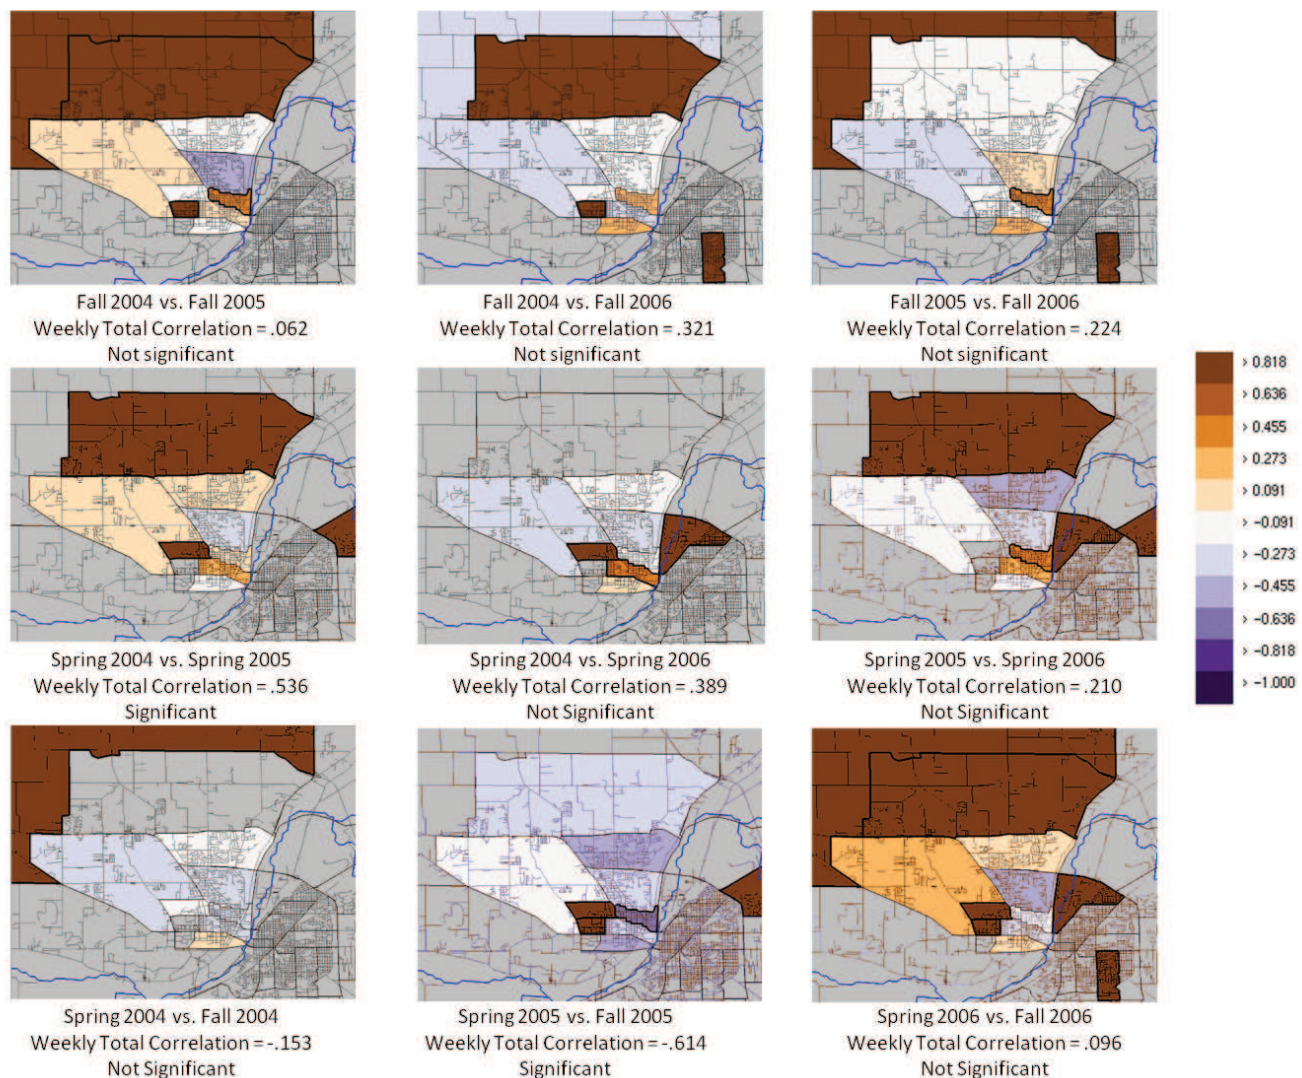 Fall 2004 vs. Fall 2005
Weekly Total Correlation = .062
Not significant
Fall 2004 vs. Fall 2006
Weekly Total Correlation = .321
Not significant
Fall 2005 vs. Fall 2006
Weekly Total Correlation = .224
Not significant
> 0.818
> 0.636
> 0.455
> 0.273
> 0.091
> -0.091
> -0.273
> -0.455
> -0.636
> -0.818
> -1.000
Spring 2004 vs. Spring 2005
Weekly Total Correlation = .536
Significant
Spring 2004 vs. Spring 2006
Weekly Total Correlation = .389
Not Significant
Spring 2005 vs. Spring 2006
Weekly Total Correlation = .210
Not Significant
Spring 2004 vs. Fall 2004
Weekly Total Correlation = -.153
Not Significant
Spring 2005 vs. Fall 2005
Weekly Total Correlation = -.614
Significant
Spring 2006 vs. Fall 2006
Weekly Total Correlation = .096
Not Significant